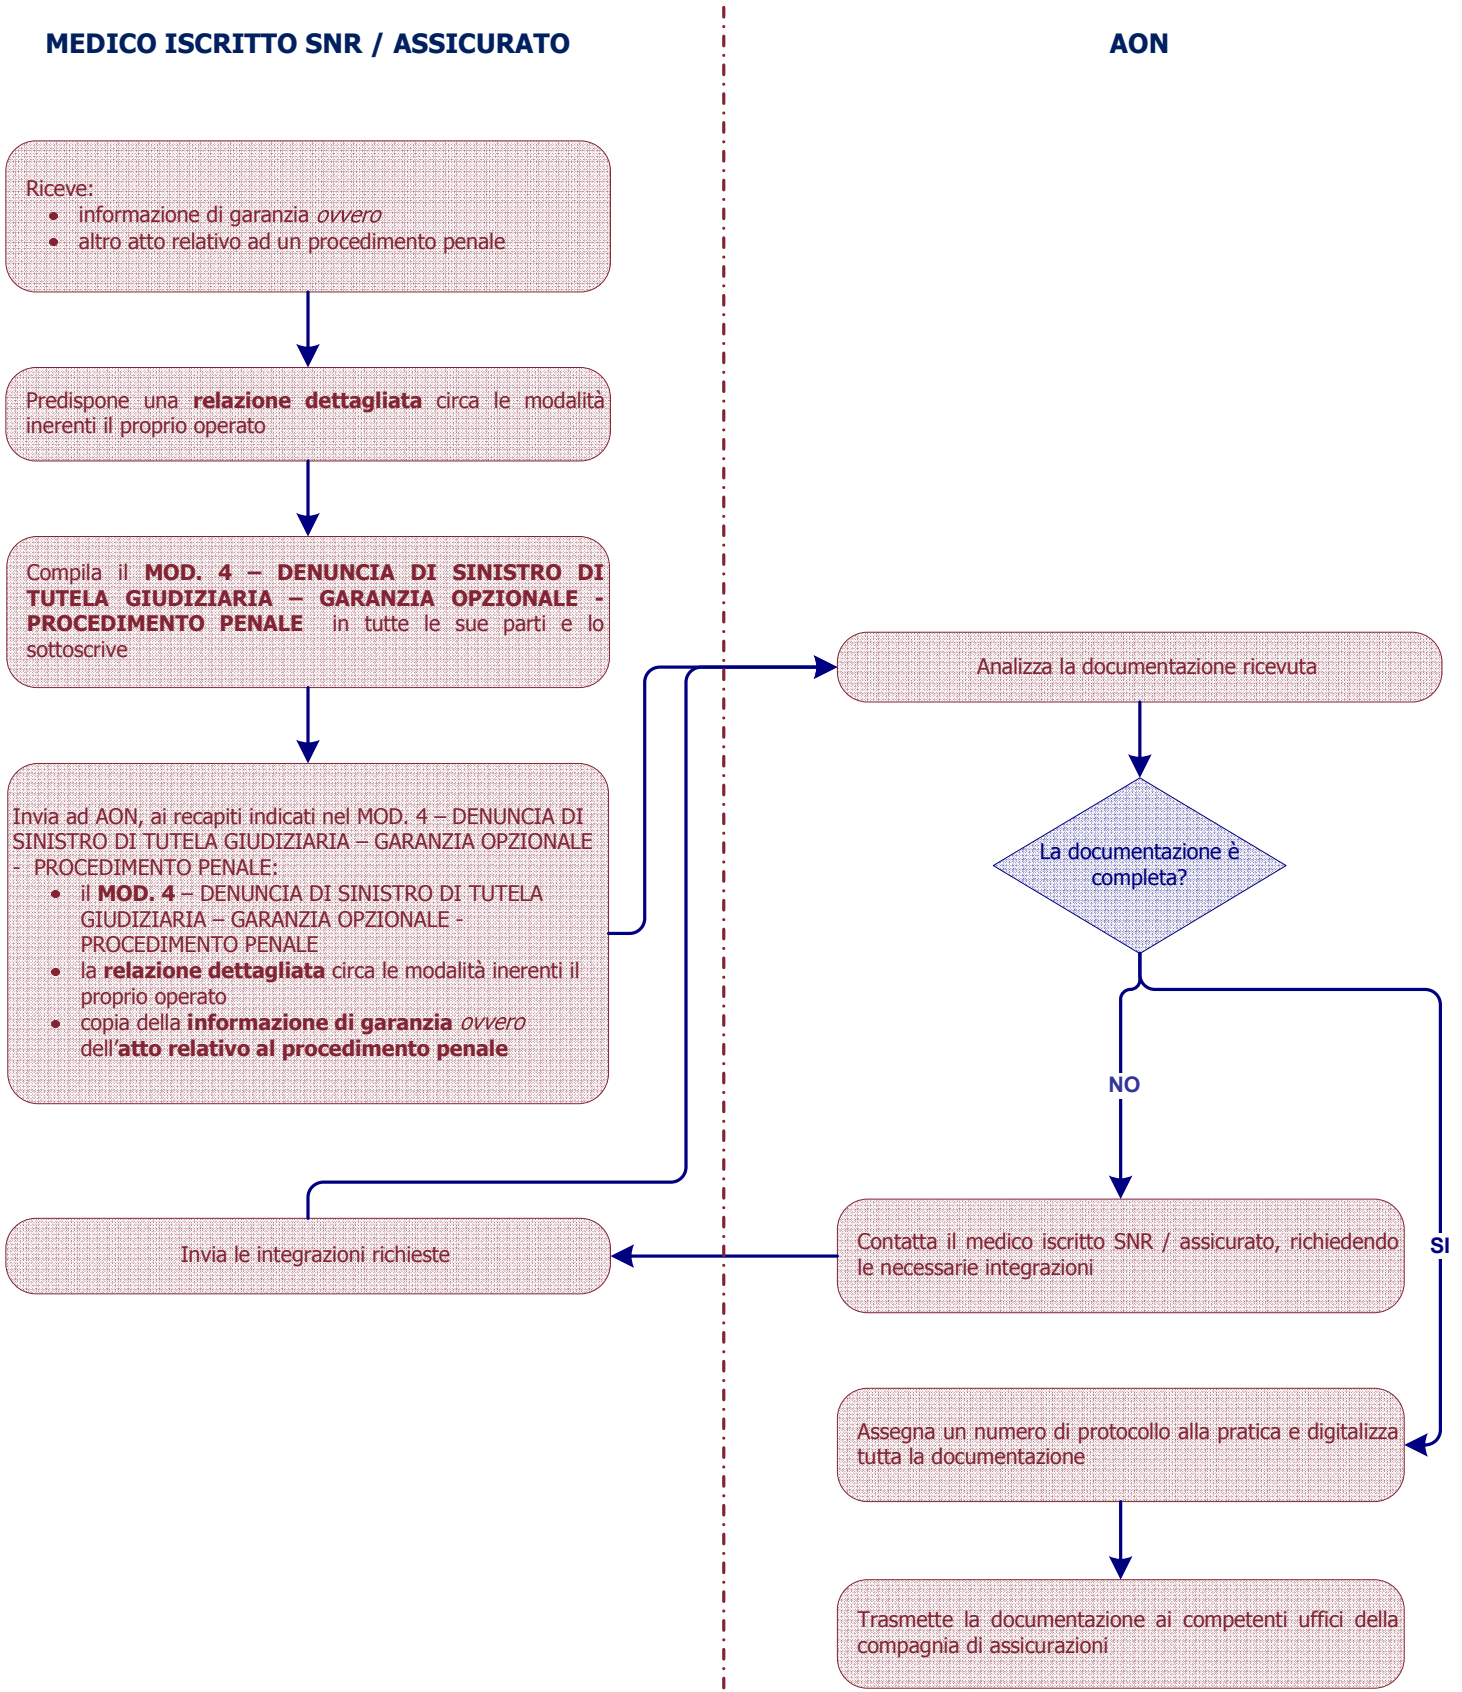 MEDICO ISCRITTO SNR / ASSICURATO
AON
Riceve:
• informazione di garanzia ovvero
• altro atto relativo ad un procedimento penale
Predispone una relazione dettagliata circa le modalità
inerenti il proprio operato
Compila il MOD. 4 – DENUNCIA DI SINISTRO DI
TUTELA GIUDIZIARIA – GARANZIA OPZIONALE -
PROCEDIMENTO PENALE in tutte le sue parti e lo
sottoscrive
Invia ad AON, ai recapiti indicati nel MOD. 4 – DENUNCIA DI
SINISTRO DI TUTELA GIUDIZIARIA – GARANZIA OPZIONALE
- PROCEDIMENTO PENALE:
• il MOD. 4 – DENUNCIA DI SINISTRO DI TUTELA
GIUDIZIARIA – GARANZIA OPZIONALE -
PROCEDIMENTO PENALE
• la relazione dettagliata circa le modalità inerenti il
proprio operato
• copia della informazione di garanzia ovvero
dell'atto relativo al procedimento penale
Analizza la documentazione ricevuta
La documentazione è
completa?
NO
SI
Contatta il medico iscritto SNR / assicurato, richiedendo
le necessarie integrazioni
Invia le integrazioni richieste
Assegna un numero di protocollo alla pratica e digitalizza
tutta la documentazione
Trasmette la documentazione ai competenti uffici della
compagnia di assicurazioni